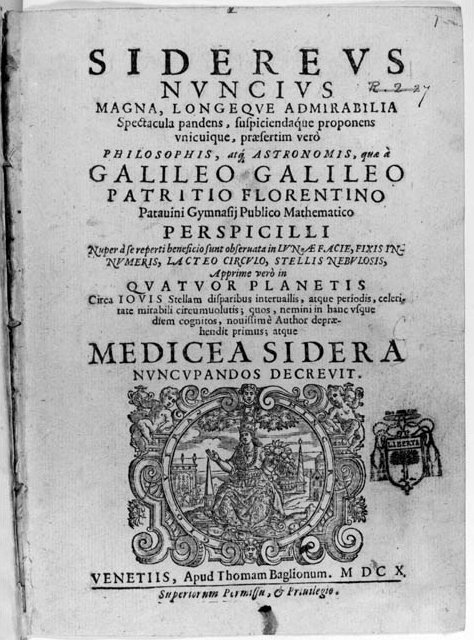 SIDEREVS
NVNCIVS
MAGNA, LONGEQVE ADMIRABILIA
Spectacula pandens, suspiciendaque proponens
vnicuique, præsertim verò
PHILOSOPHIS, atq; ASTRONOMIS, quæ à
GALILEO GALILEO
PATRITIO FLORENTINO
Patauini Gymnasij Publico Mathematico
PERSPICILLI
Nuper à se reperti beneficio sunt obseruata in LVNÆ FACIE, FIXIS IN-
NVMERIS, LACTEO CIRCVLO, STELLIS NEBVLOSIS,
Apprime verò in
QVATVOR PLANETIS
Circa IOVIS Stellam disparibus interuallis, atque periodis, celeri-
tate mirabili circumuolutis; quos, nemini in hanc vsque
diem cognitos, nouissimè Author depræ-
hendit primus; atque
MEDICEA SIDERA
NVNCVPANDOS DECREVIT.
LIBERTA
VENETIIS, Apud Thomam Baglionum. M DC X.
Superiorum Permissu, & Priuilegio.